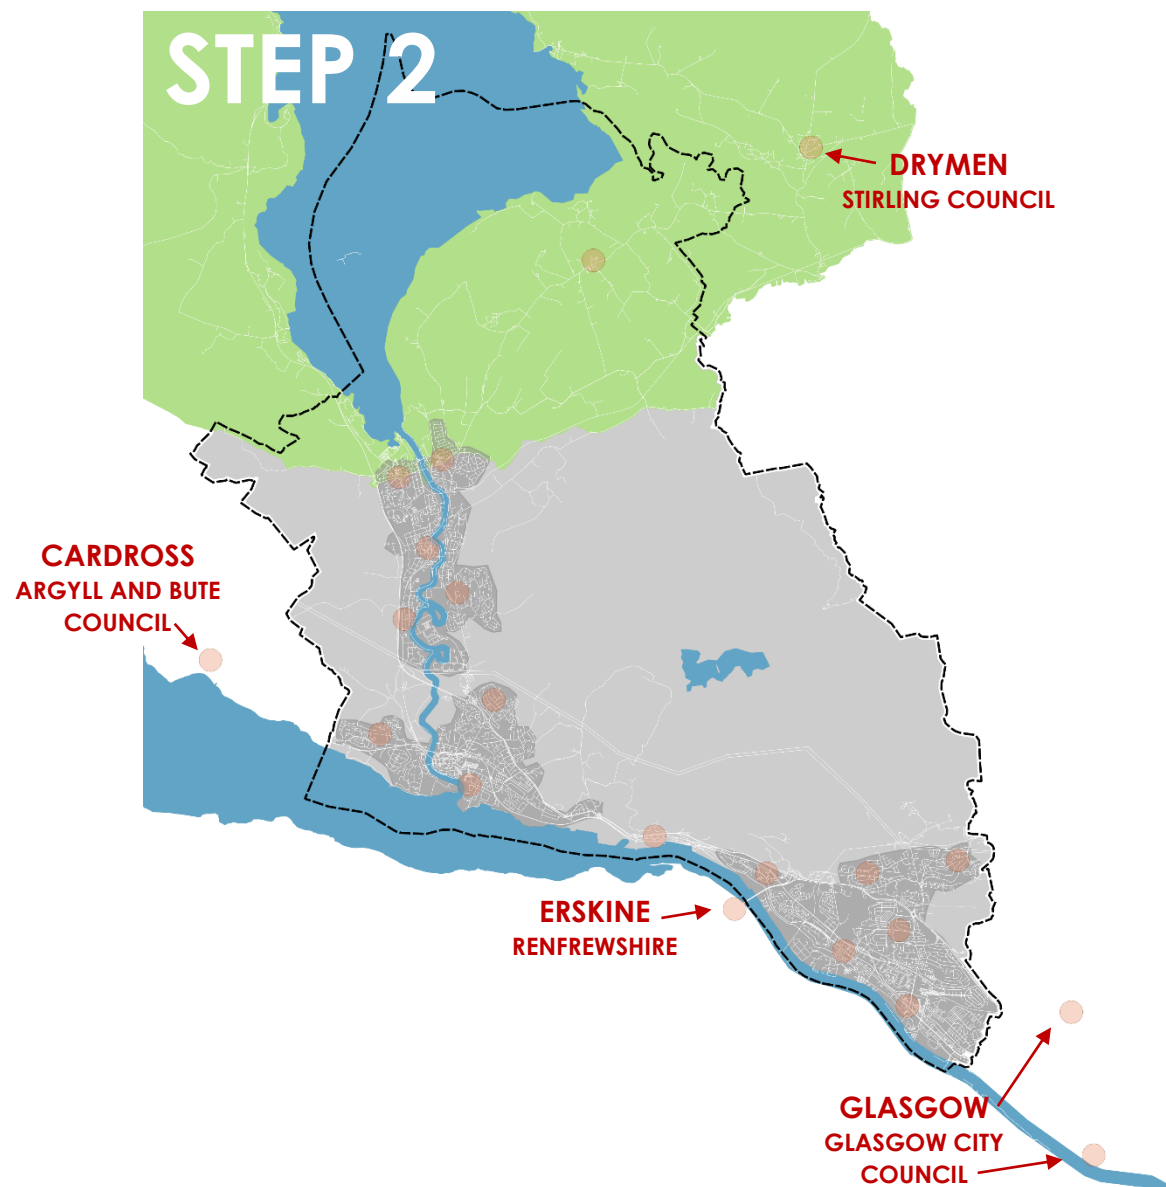 STEP 2
DRYMEN
STIRLING COUNCIL
CARDROSS
ARGYLL AND BUTE
COUNCIL
ERSKINE
RENFREWSHIRE
GLASGOW
GLASGOW CITY
COUNCIL